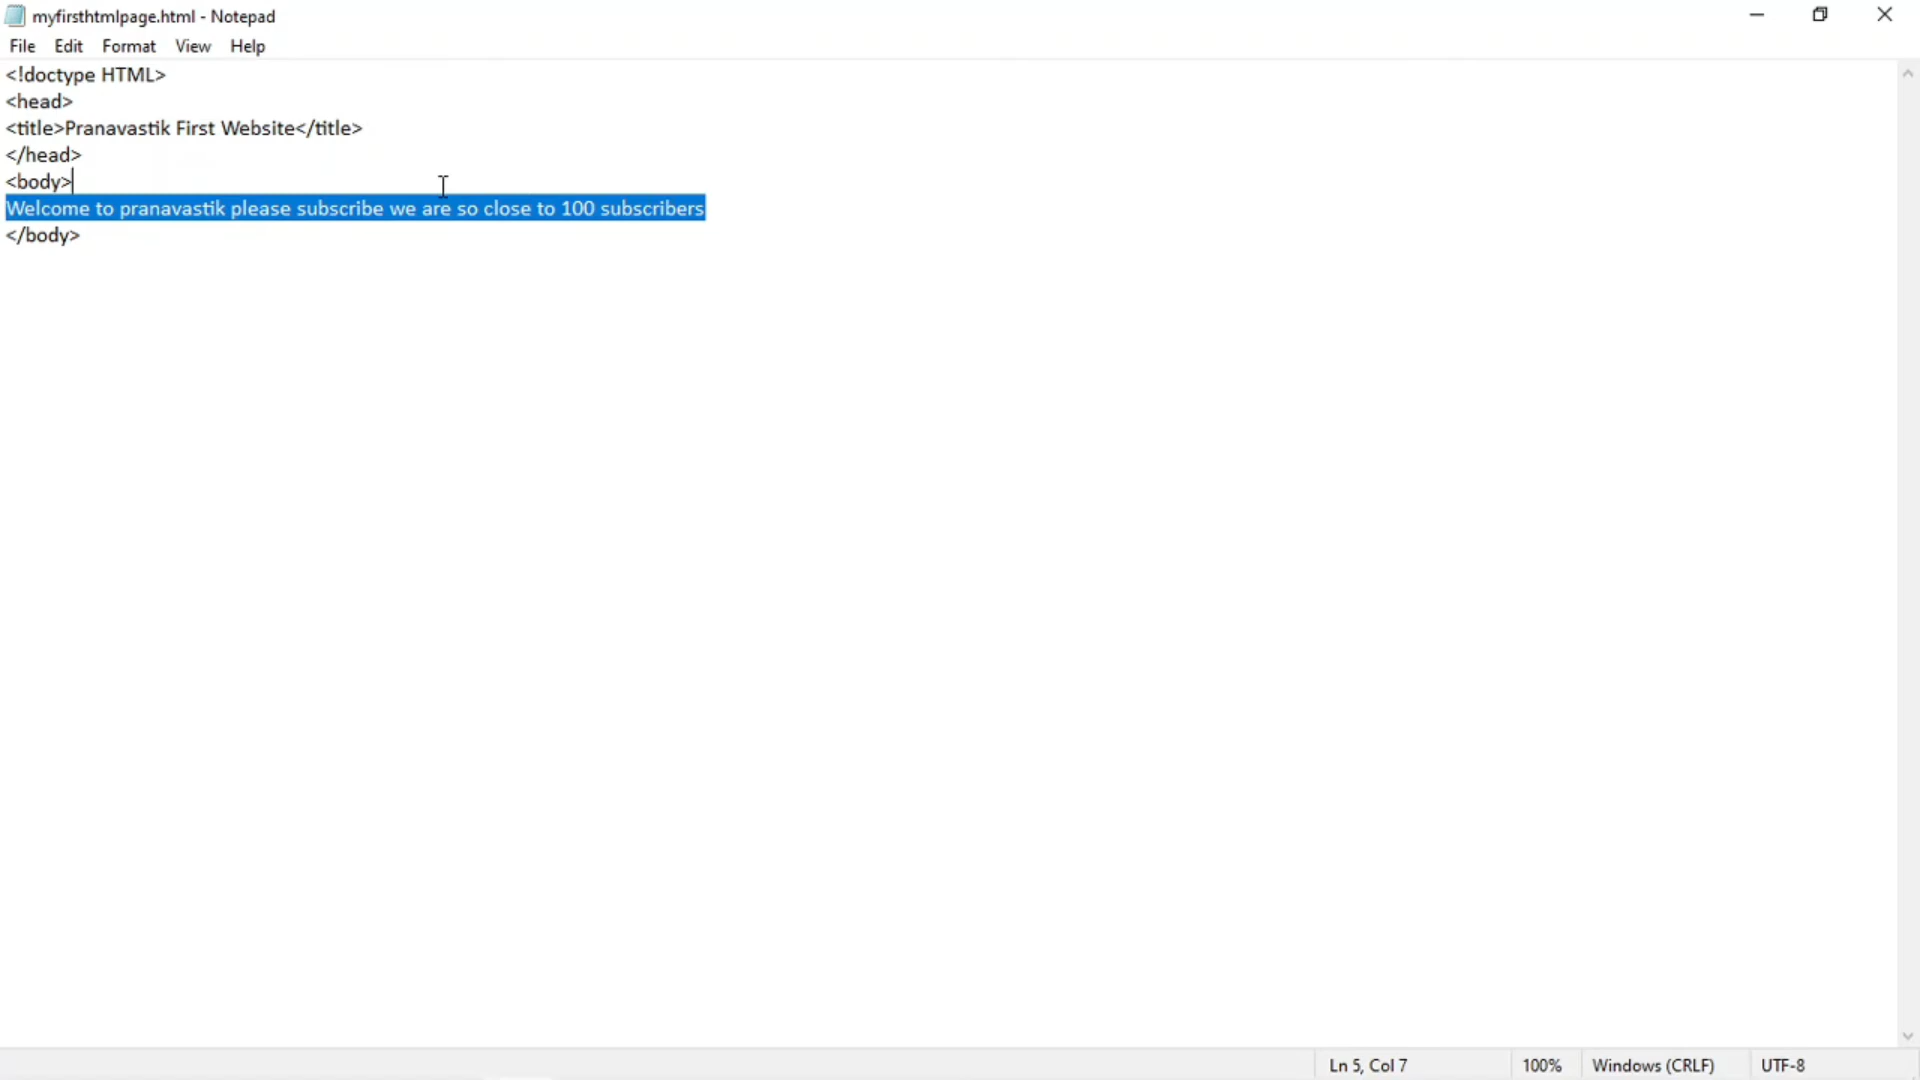 myfirsthtmlpage.html - Notepad
File Edit Format View Help
<!doctype HTML>
<head>
<title>Pranavastik First Website</title>
</head>
<body>
Welcome to pranavastik please subscribe we are so close to 100 subscribers
</body>
Ln 5, Col 7 100% Windows (CRLF) UTF-8